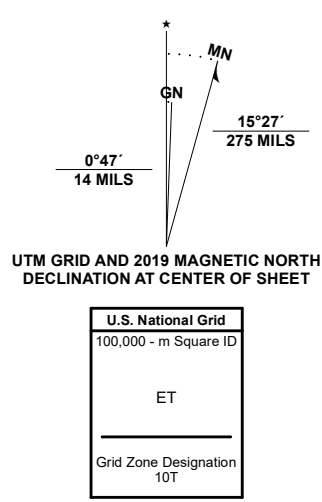 ★
MN
GN
15°27´
275 MILS
0°47´
14 MILS
UTM GRID AND 2019 MAGNETIC NORTH
DECLINATION AT CENTER OF SHEET
U.S. National Grid
100,000 - m Square ID
ET
Grid Zone Designation
10T